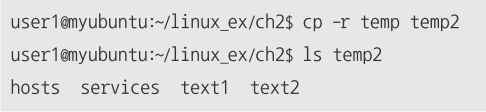 user1@myubuntu:~/linux_ex/ch2$ cp -r temp temp2
user1@myubuntu:~/linux_ex/ch2$ ls temp2
hosts  services  text1  text2